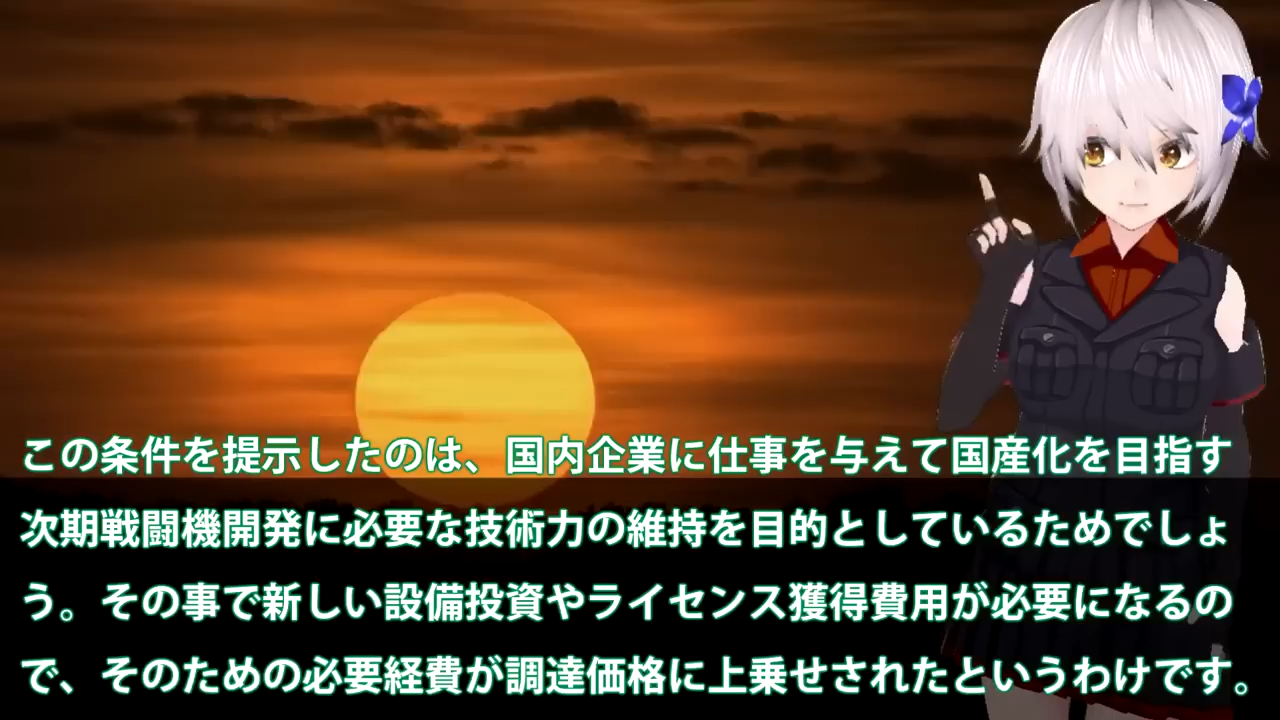 この条件を提示したのは、国内企業に仕事を与えて国産化を目指す
次期戦闘機開発に必要な技術力の維持を目的としているためでしょ
う。その事で新しい設備投資やライセンス獲得費用が必要になるの
で、そのための必要経費が調達価格に上乗せされたというわけです。